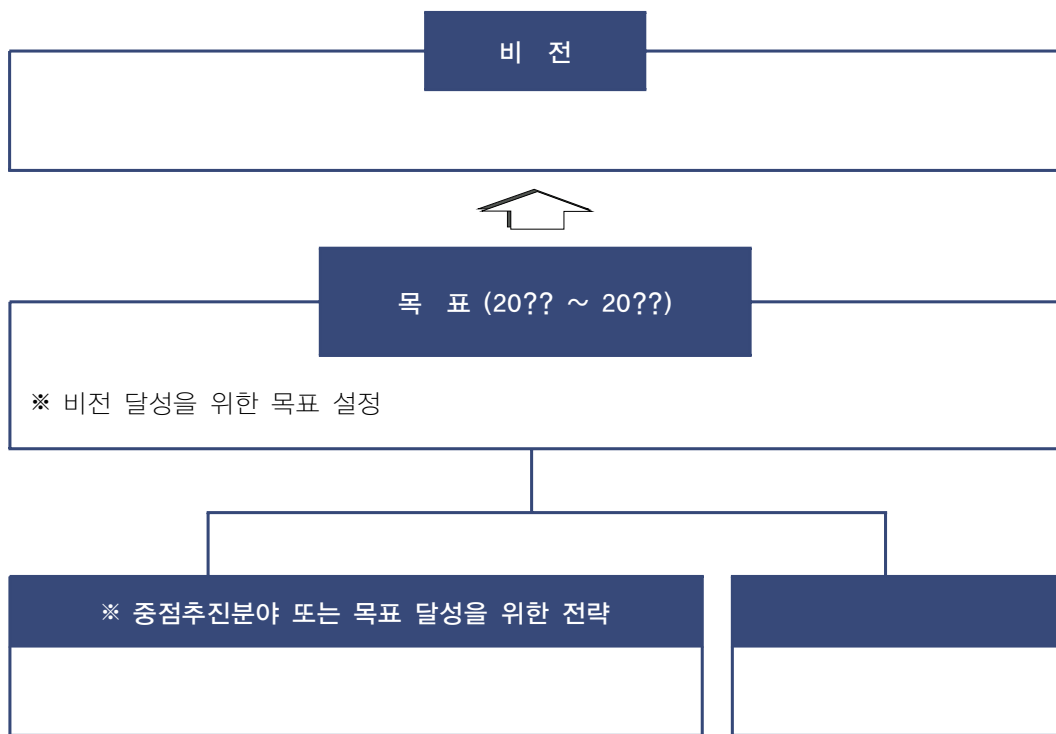 비 전
목 표 (20?? ~ 20??)
※ 비전 달성을 위한 목표 설정
※ 중점추진분야 또는 목표 달성을 위한 전략